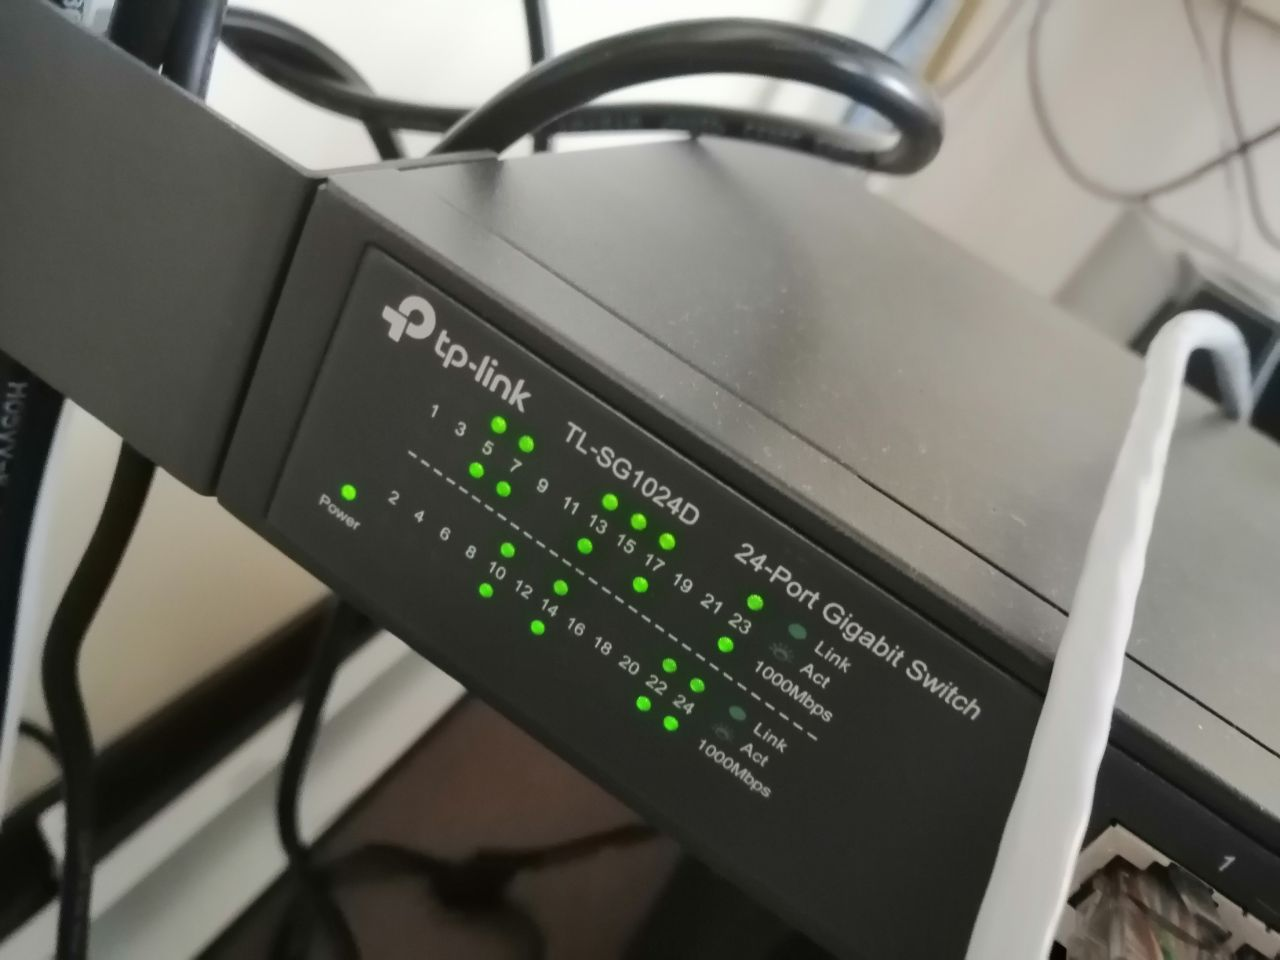 tp-link
TL-SG1024D
24-Port Gigabit Switch
1 3 5 7 9 11 13 15 17 19 21 23
Link
Act
1000Mbps
Power
2 4 6 8 10 12 14 16 18 20 22 24
Link
Act
1000Mbps
1